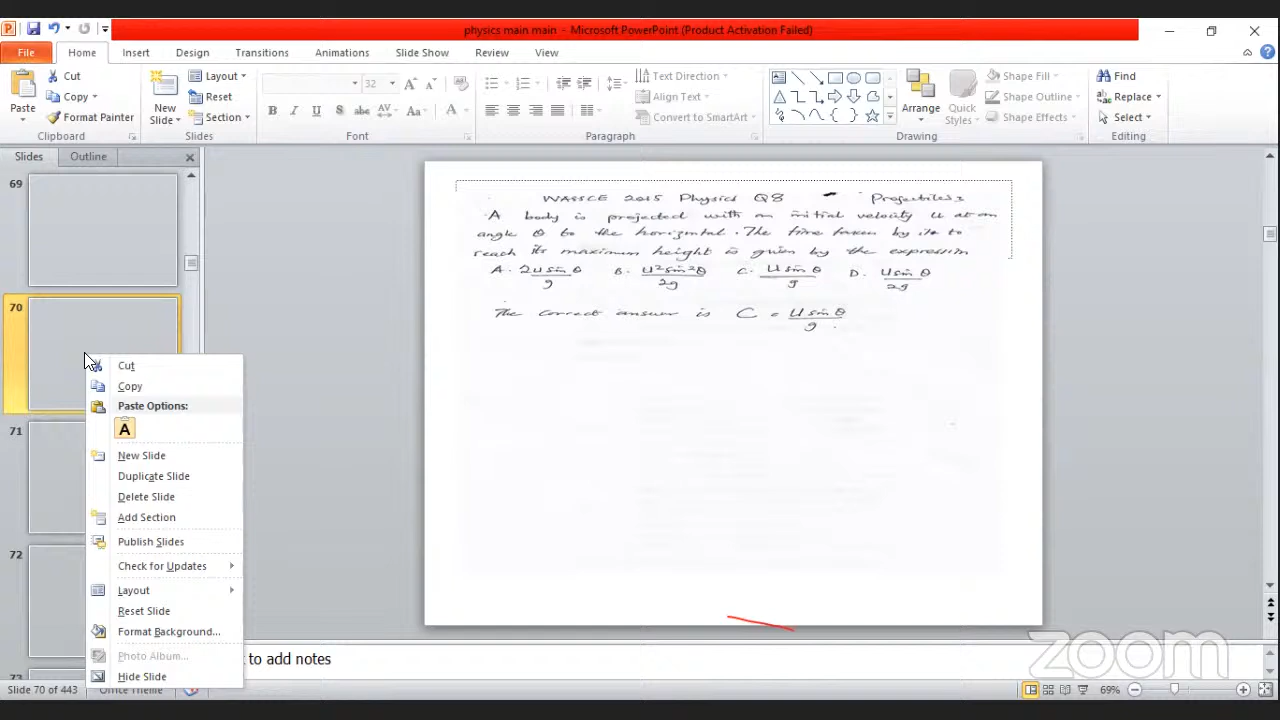 physics main main - Microsoft PowerPoint (Product Activation Failed)
File Home Insert Design Transitions Animations Slide Show Review View
Paste Cut Copy Format Painter
Clipboard
New Slide Layout Reset Section
Slides
32
Font
Text Direction Align Text Convert to SmartArt
Paragraph
Arrange Quick Styles Shape Fill Shape Outline Shape Effects
Drawing
Find Replace Select
Editing
Slides Outline
69
70
71
72
73
Cut
Copy
Paste Options:
A
New Slide
Duplicate Slide
Delete Slide
Add Section
Publish Slides
Check for Updates
Layout
Reset Slide
Format Background...
Photo Album...
Hide Slide
WASSCE 2015 Physics Q8 - Projectiles
A body is projected with an initial velocity u at an
angle θ to the horizontal. The time taken by it to
reach its maximum height is given by the expression
A. 2usinθ/g B. u²sin²θ/2g C. usinθ/g D. usinθ/2g
The correct answer is C = usinθ/g
to add notes
zoom
Slide 70 of 443 Office Theme 69%